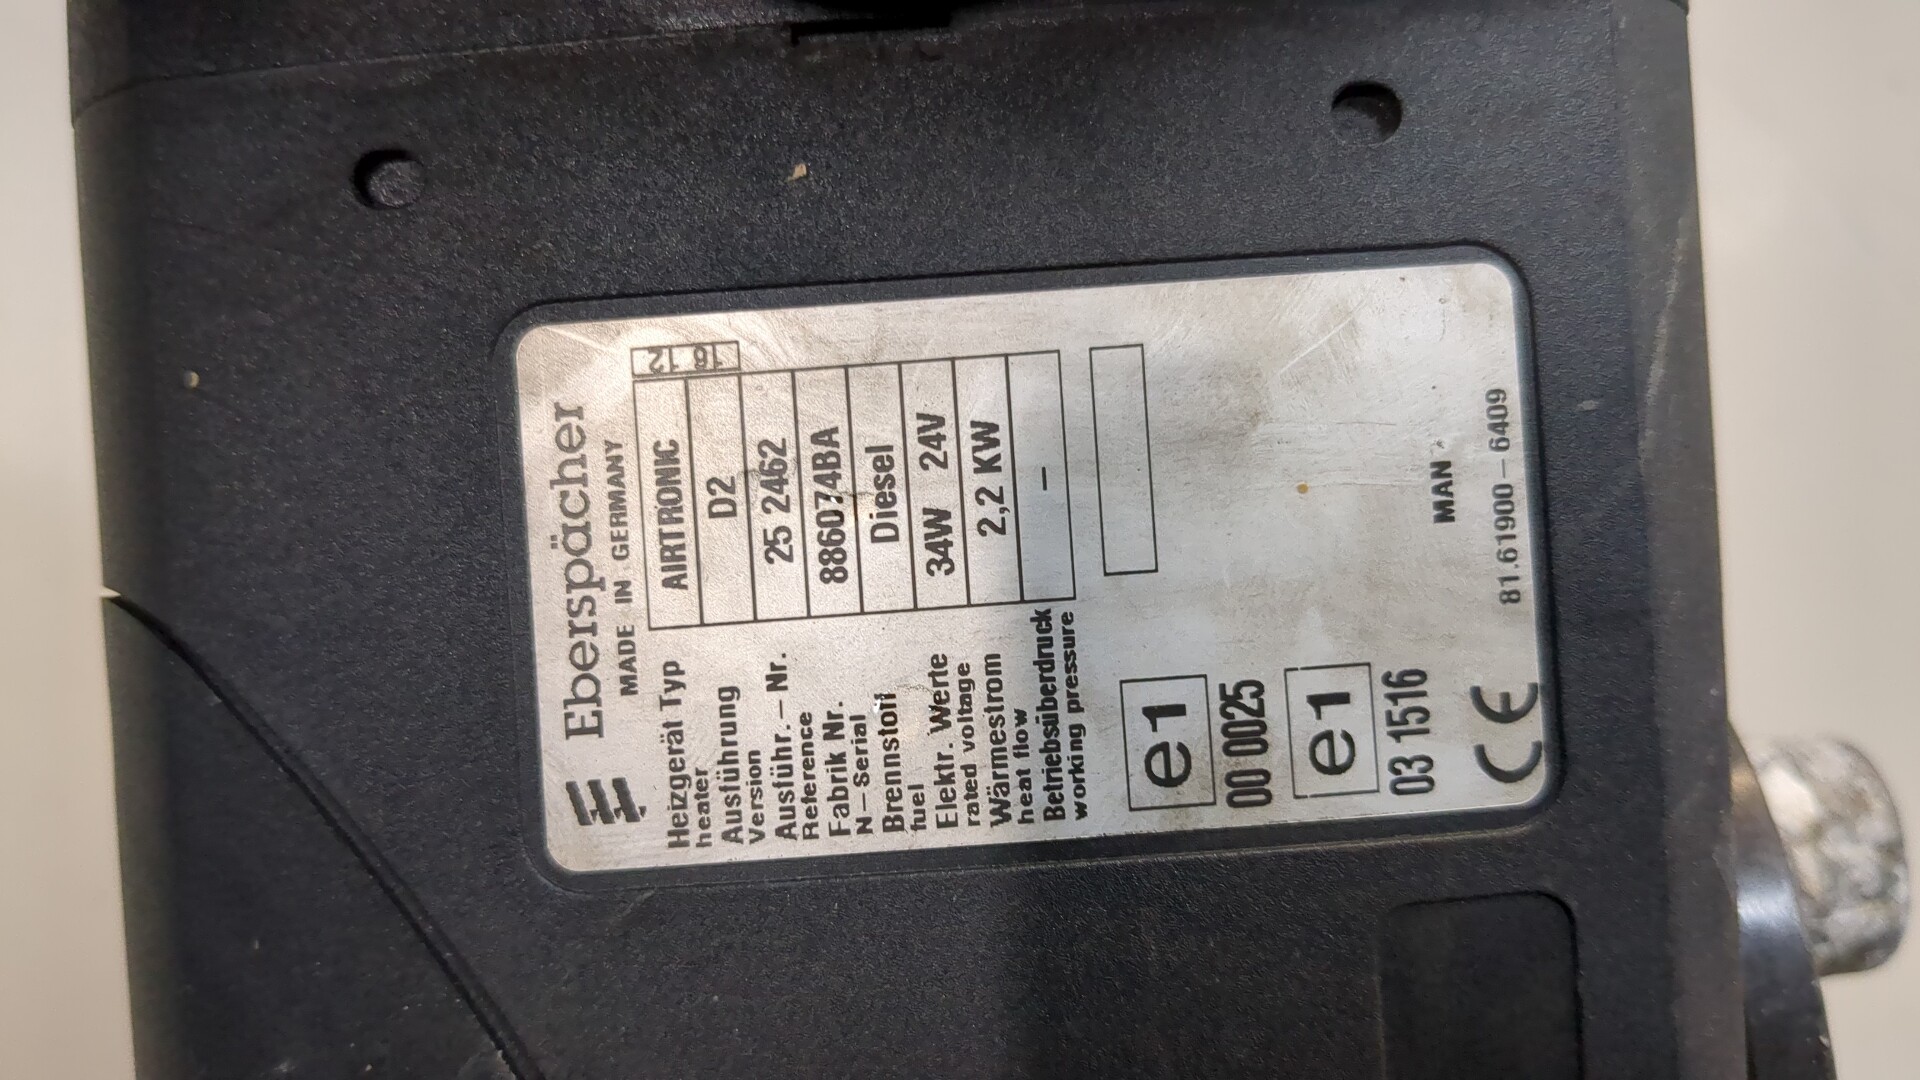 Eberspächer
MADE IN GERMANY
Heizgerät Typ AIRTRONIC 12
heater
Ausführung D2 16
Version
Ausführ.-Nr. 25 2462
Reference
Fabrik Nr. 886074BA
N-Serial
Brennstoff Diesel
fuel
Elektr. Werte 34W 24V
rated voltage
Wärmestrom 2,2 KW
heat flow
Betriebsüberdruck –
working pressure
e1
00 0025
e1
03 1516
MAN
CE 81.61900-6409